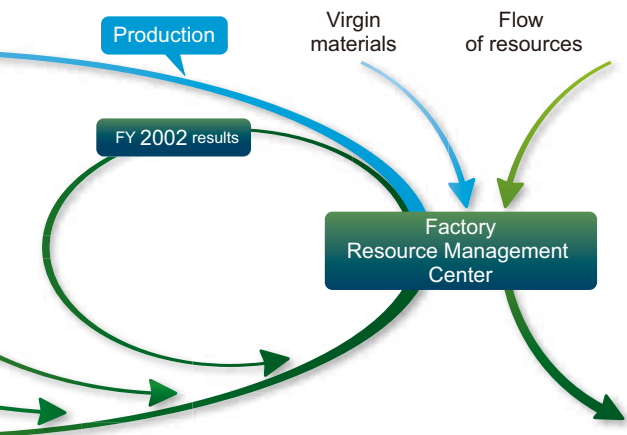 Production
Virgin
materials
Flow
of resources
FY 2002 results
Factory
Resource Management
Center